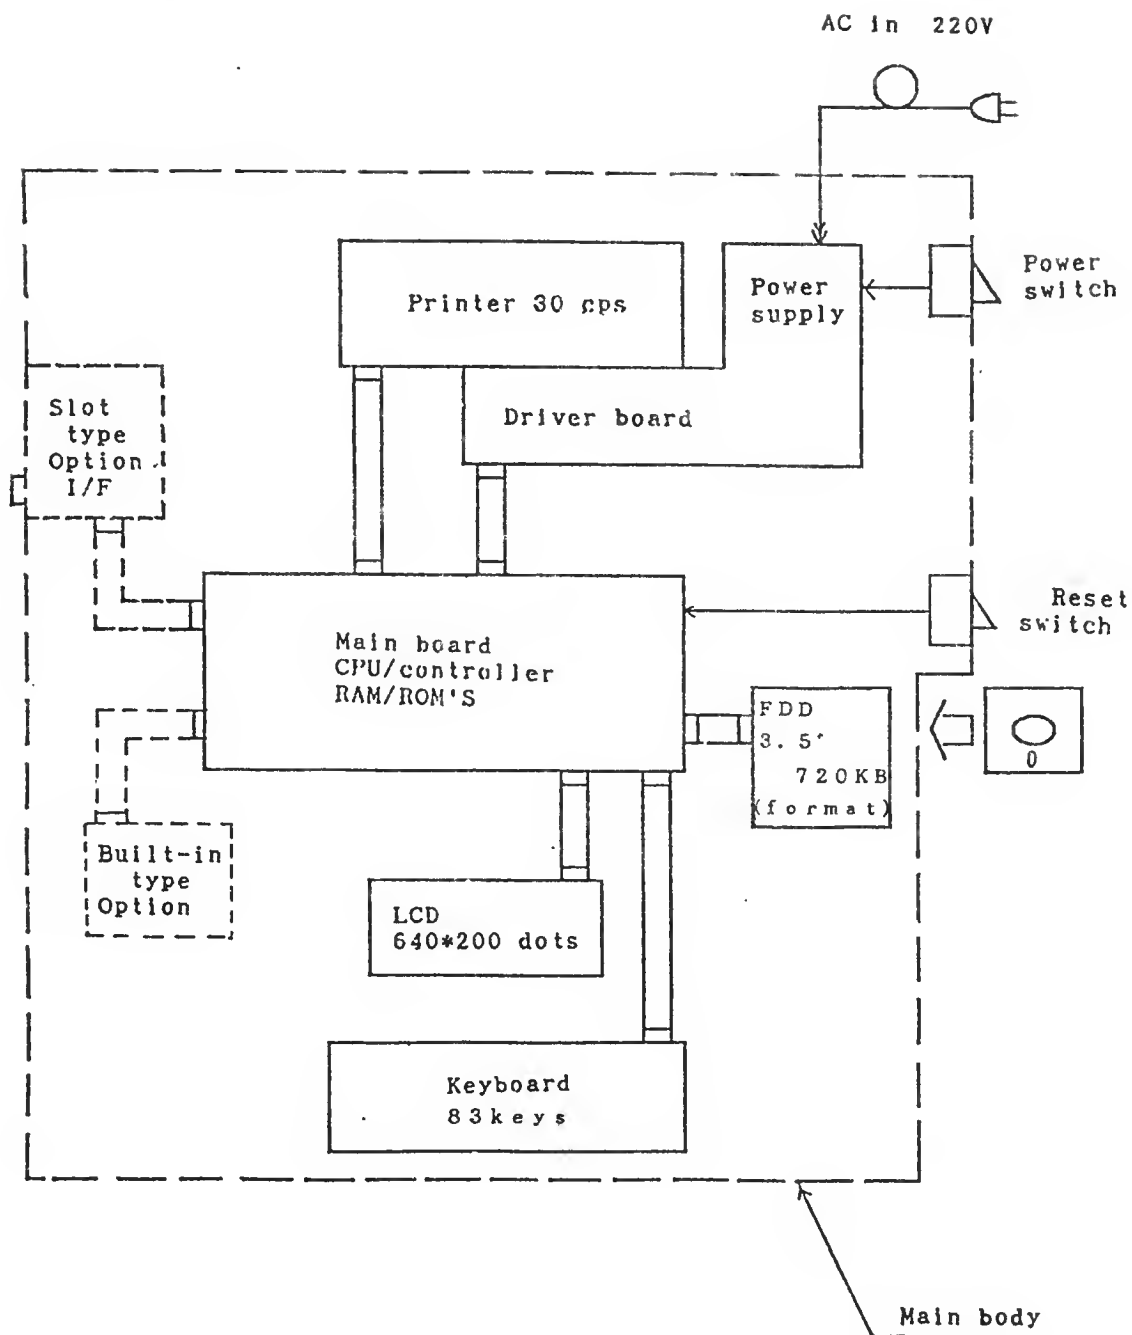 AC in 220V
Power
switch
Printer 30 cps
Power
supply
Driver board
Slot
type
Option
I/F
Reset
switch
Main board
CPU/controller
RAM/ROM'S
FDD
3.5"
720KB
(format)
Built-in
type
Option
LCD
640*200 dots
Keyboard
83keys
Main body